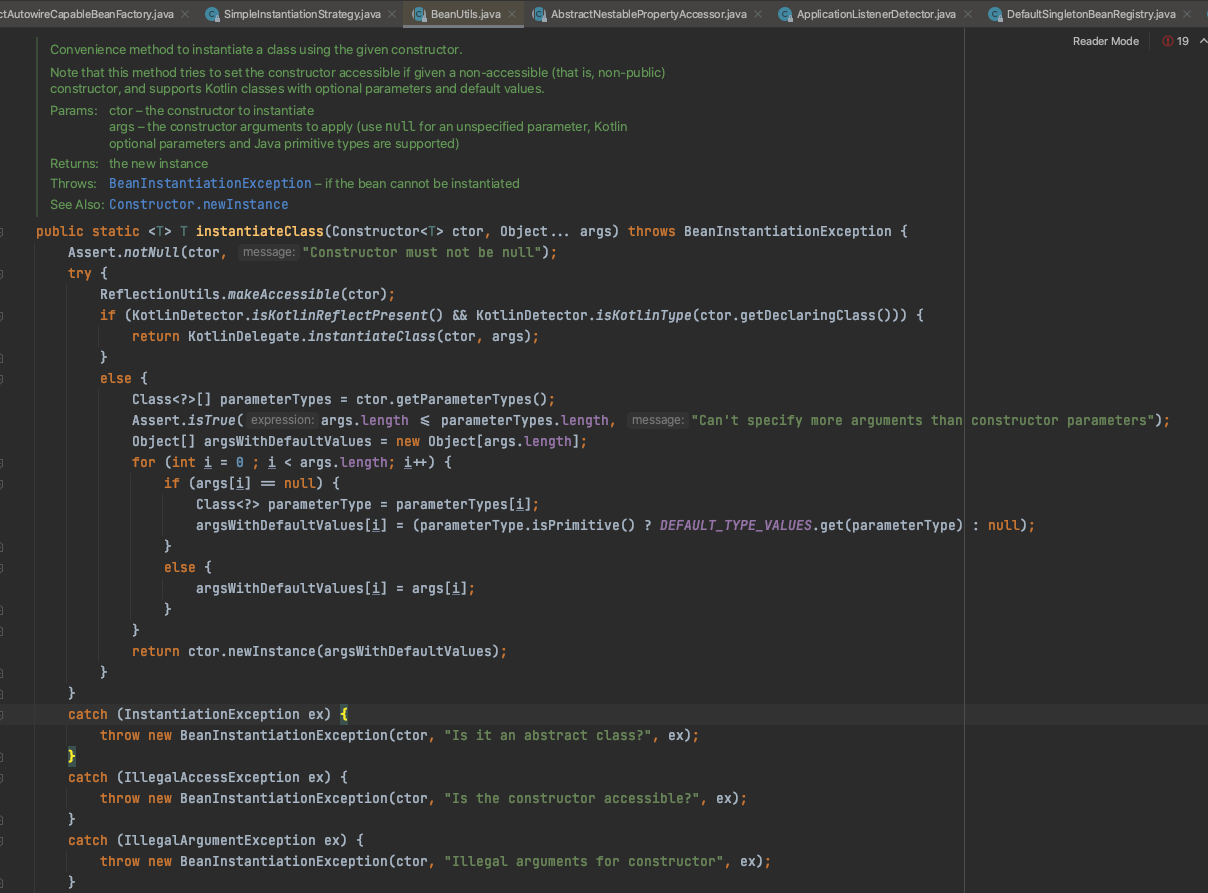 ctAutowireCapableBeanFactory.java SimpleInstantiationStrategy.java BeanUtils.java AbstractNestablePropertyAccessor.java ApplicationListenerDetector.java DefaultSingletonBeanRegistry.java
Reader Mode 19
Convenience method to instantiate a class using the given constructor.
Note that this method tries to set the constructor accessible if given a non-accessible (that is, non-public)
constructor, and supports Kotlin classes with optional parameters and default values.
Params: ctor – the constructor to instantiate
args – the constructor arguments to apply (use null for an unspecified parameter, Kotlin
optional parameters and Java primitive types are supported)
Returns: the new instance
Throws: BeanInstantiationException – if the bean cannot be instantiated
See Also: Constructor.newInstance
public static <T> T instantiateClass(Constructor<T> ctor, Object... args) throws BeanInstantiationException {
Assert.notNull(ctor, message: "Constructor must not be null");
try {
ReflectionUtils.makeAccessible(ctor);
if (KotlinDetector.isKotlinReflectPresent() && KotlinDetector.isKotlinType(ctor.getDeclaringClass())) {
return KotlinDelegate.instantiateClass(ctor, args);
}
else {
Class<?>[] parameterTypes = ctor.getParameterTypes();
Assert.isTrue( expression: args.length <= parameterTypes.length, message: "Can't specify more arguments than constructor parameters");
Object[] argsWithDefaultValues = new Object[args.length];
for (int i = 0 ; i < args.length; i++) {
if (args[i] == null) {
Class<?> parameterType = parameterTypes[i];
argsWithDefaultValues[i] = (parameterType.isPrimitive() ? DEFAULT_TYPE_VALUES.get(parameterType) : null);
}
else {
argsWithDefaultValues[i] = args[i];
}
}
return ctor.newInstance(argsWithDefaultValues);
}
}
catch (InstantiationException ex) {
throw new BeanInstantiationException(ctor, "Is it an abstract class?", ex);
}
catch (IllegalAccessException ex) {
throw new BeanInstantiationException(ctor, "Is the constructor accessible?", ex);
}
catch (IllegalArgumentException ex) {
throw new BeanInstantiationException(ctor, "Illegal arguments for constructor", ex);
}